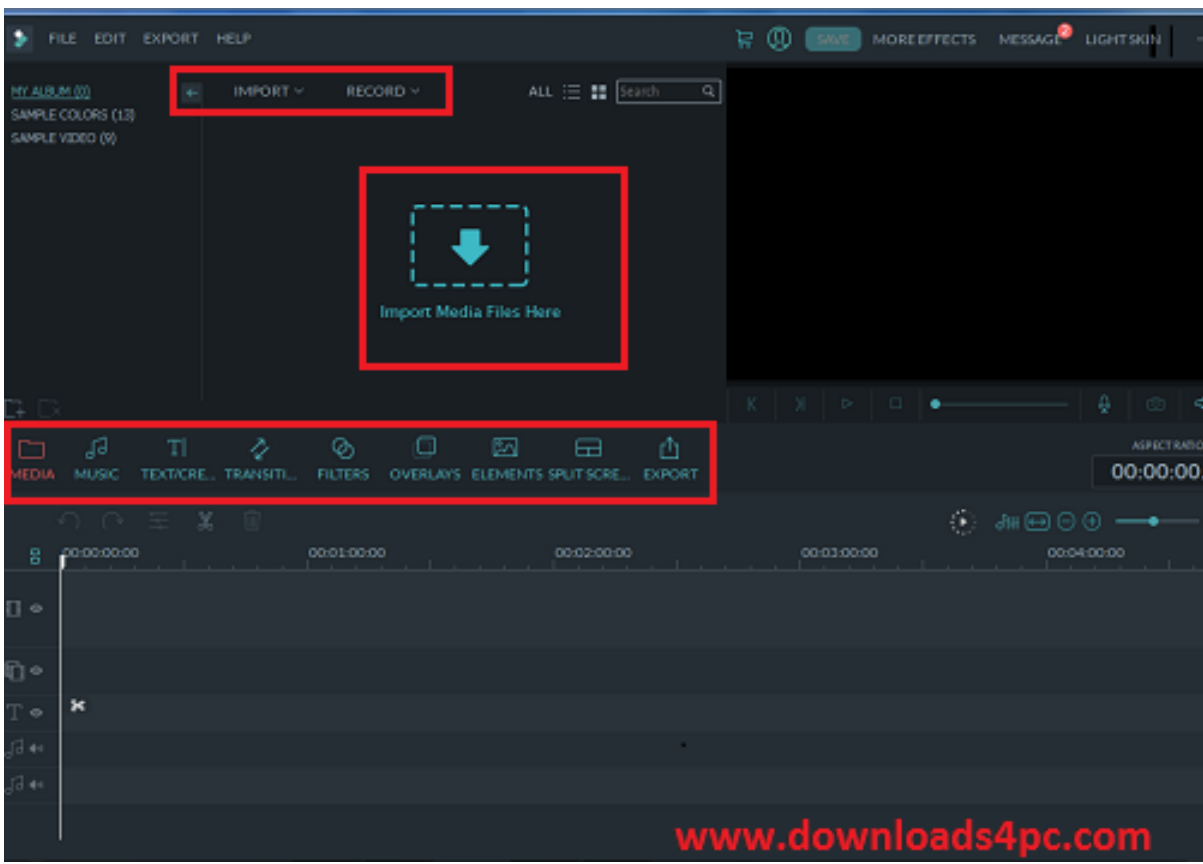 FILE EDIT EXPORT HELP
SAVE MORE EFFECTS MESSAGE 2 LIGHT SKIN
MY ALBUM (0)
SAMPLE COLORS (13)
SAMPLE VIDEO (9)
IMPORT RECORD
ALL Search
Import Media Files Here
MEDIA MUSIC TEXT/CRE... TRANSITI... FILTERS OVERLAYS ELEMENTS SPLIT SCRE... EXPORT
ASPECT RATIO
00:00:00.
00:00:00:00 00:01:00:00 00:02:00:00 00:03:00:00 00:04:00:00
www.downloads4pc.com